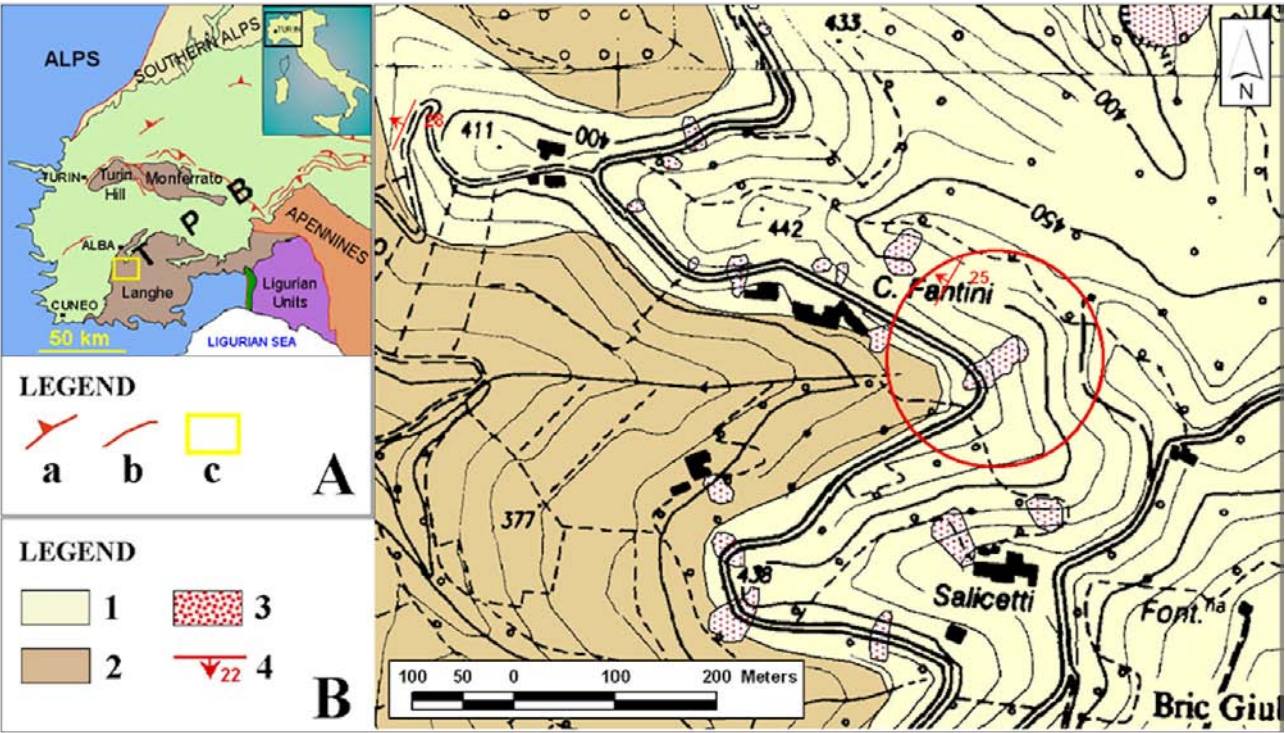 ALPS
SOUTHERN ALPS
TURIN
TURIN
Turin
Hill
Monferrato
T P B
APENNINES
ALBA
Langhe
Ligurian
Units
CUNEO
50 km
LIGURIAN SEA
LEGEND
a b c
A
LEGEND
1 3
2 22 4
B
433
N
400
28
411
400
450
442
25
C. Fantini
377
438
Salicetti
Font.na
Bric Giul
100 50 0 100 200 Meters